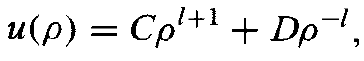 u(ρ) = Cρ^{l+1} + Dρ^{-l},